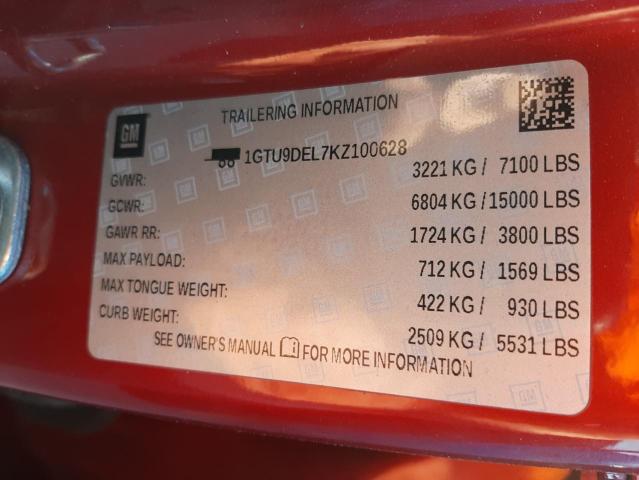 GM
TRAILERING INFORMATION
1GTU9DEL7KZ100628
GVWR: 3221 KG / 7100 LBS
GCWR: 6804 KG / 15000 LBS
GAWR RR: 1724 KG / 3800 LBS
MAX PAYLOAD: 712 KG / 1569 LBS
MAX TONGUE WEIGHT: 422 KG / 930 LBS
CURB WEIGHT: 2509 KG / 5531 LBS
SEE OWNER'S MANUAL FOR MORE INFORMATION